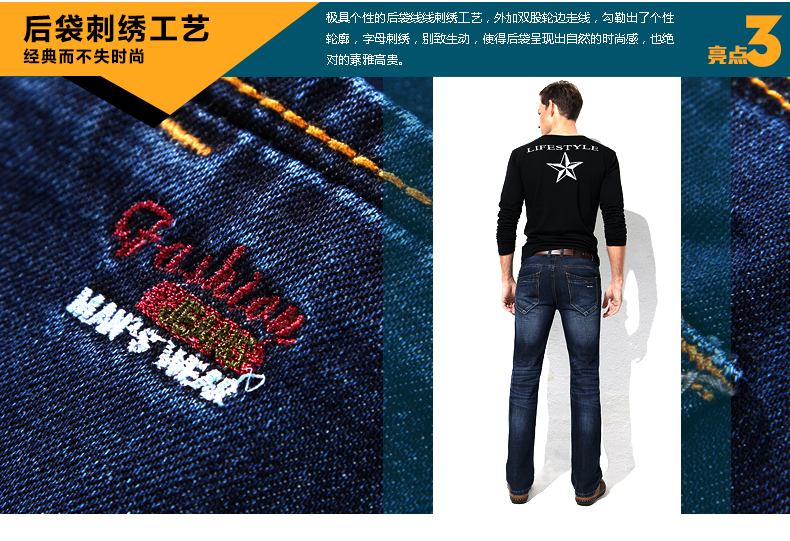 后袋刺绣工艺
经典而不失时尚
极具个性的后袋线线刺绣工艺，外加双股轮边走线，勾勒出了个性
轮廓，字母刺绣，别致生动，使得后袋呈现出自然的时尚感，也绝
对的素雅高贵。
亮点3
LIFESTYLE
Fashion
JEANS
MAN'S WEAR